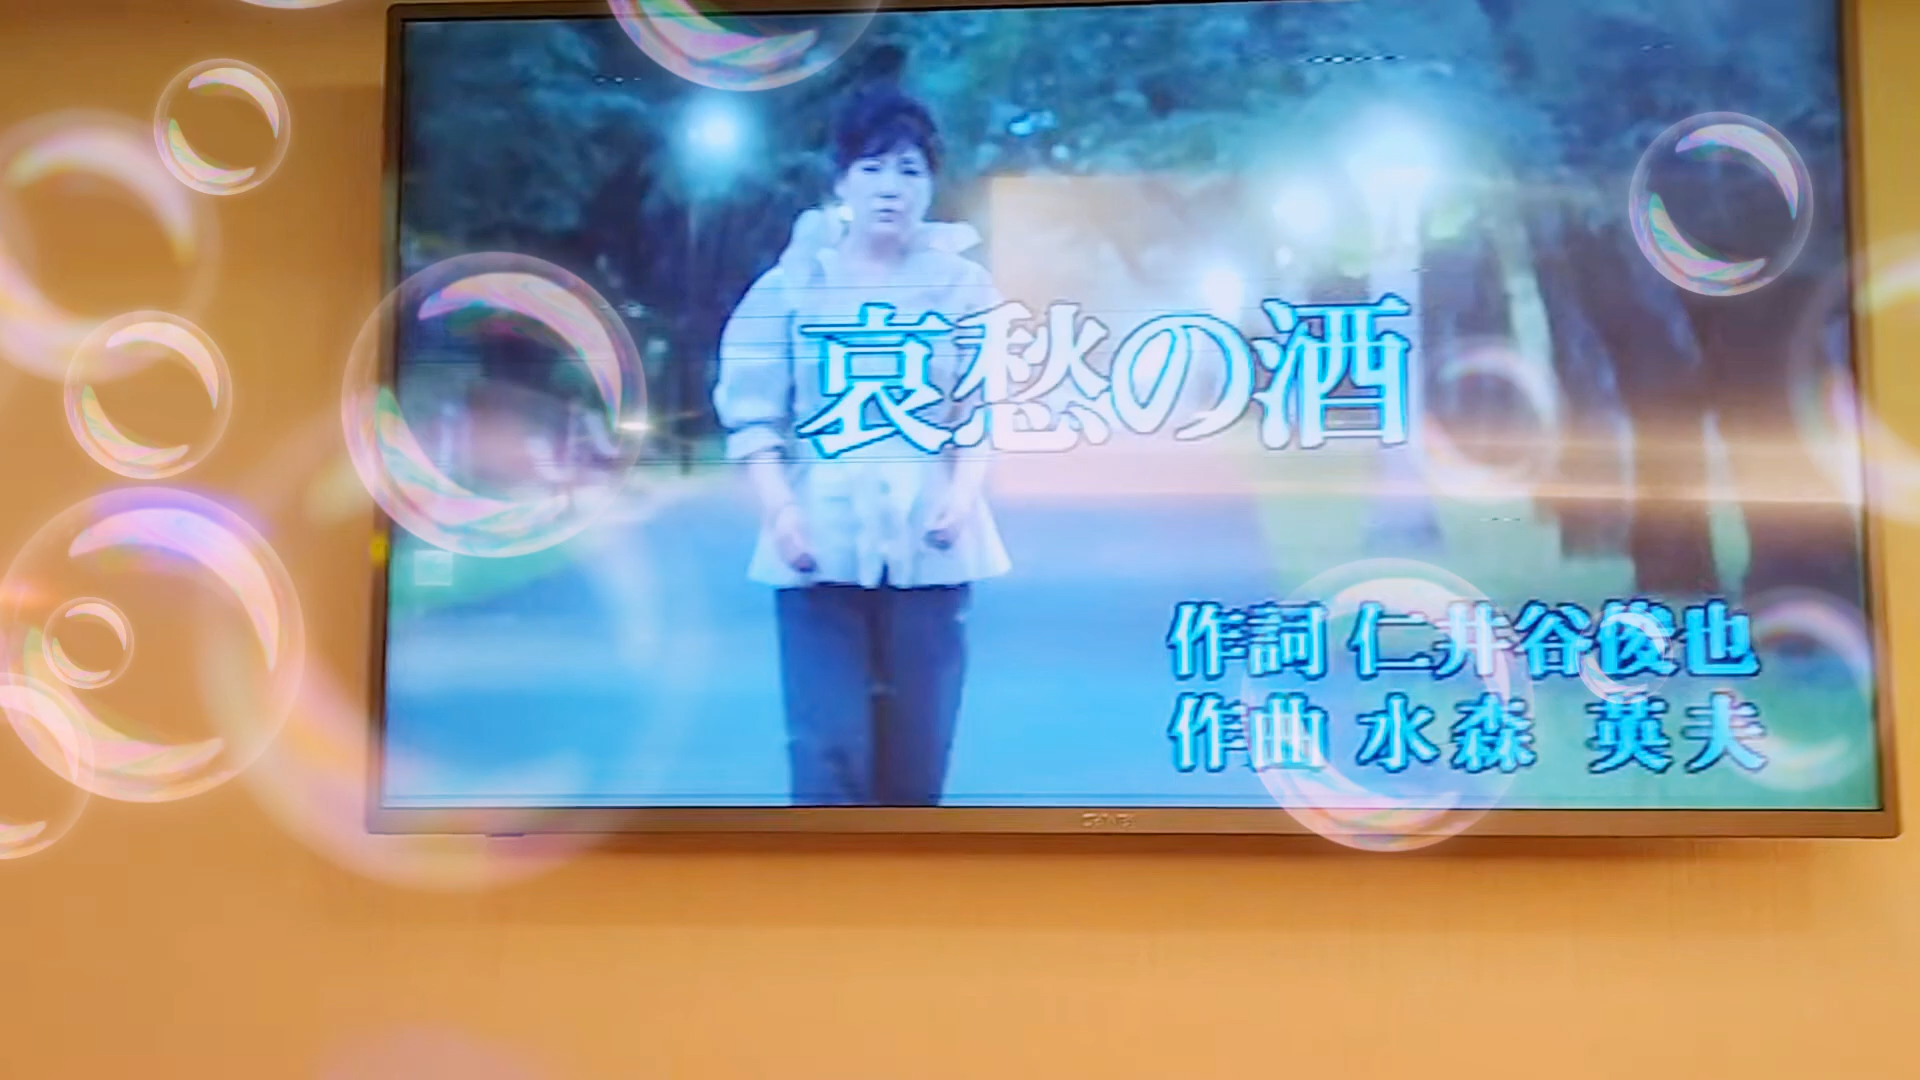 哀愁の酒
作詞 仁井谷俊也
作曲 水森 英夫